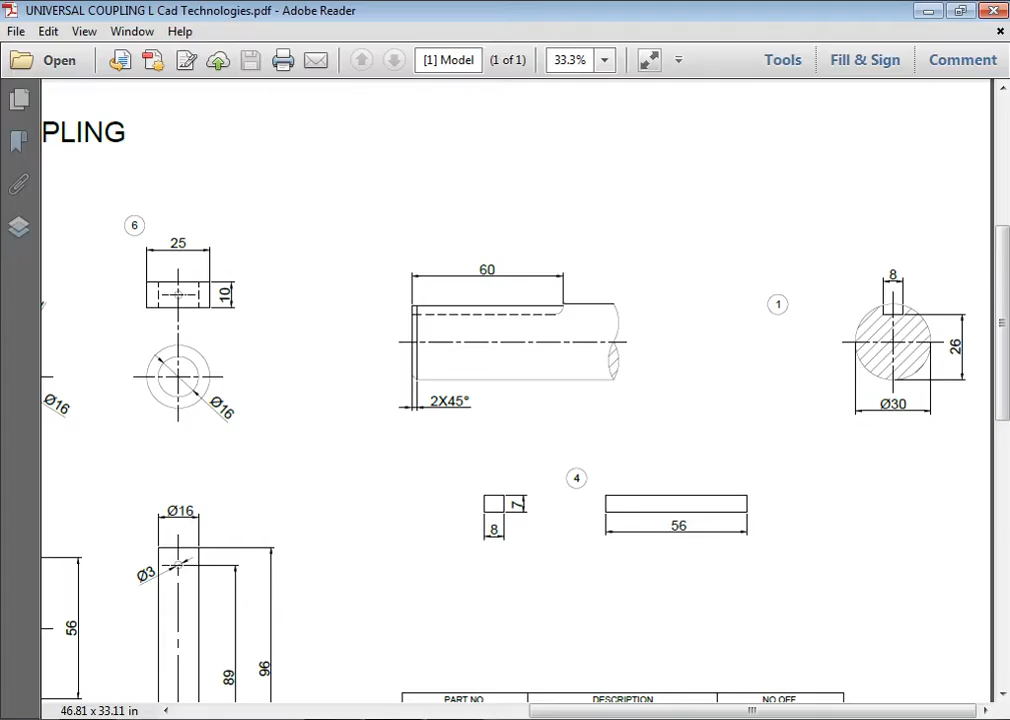 UNIVERSAL COUPLING L Cad Technologies.pdf - Adobe Reader
File Edit View Window Help
Open [1] Model (1 of 1) 33.3% Tools Fill & Sign Comment
PLING
6
25
10
Ø16
Ø16
60
2X45°
1
8
26
Ø30
4
7
8
56
Ø16
Ø3
56
89
96
PART NO DESCRIPTION NO OFF
46.81 x 33.11 in